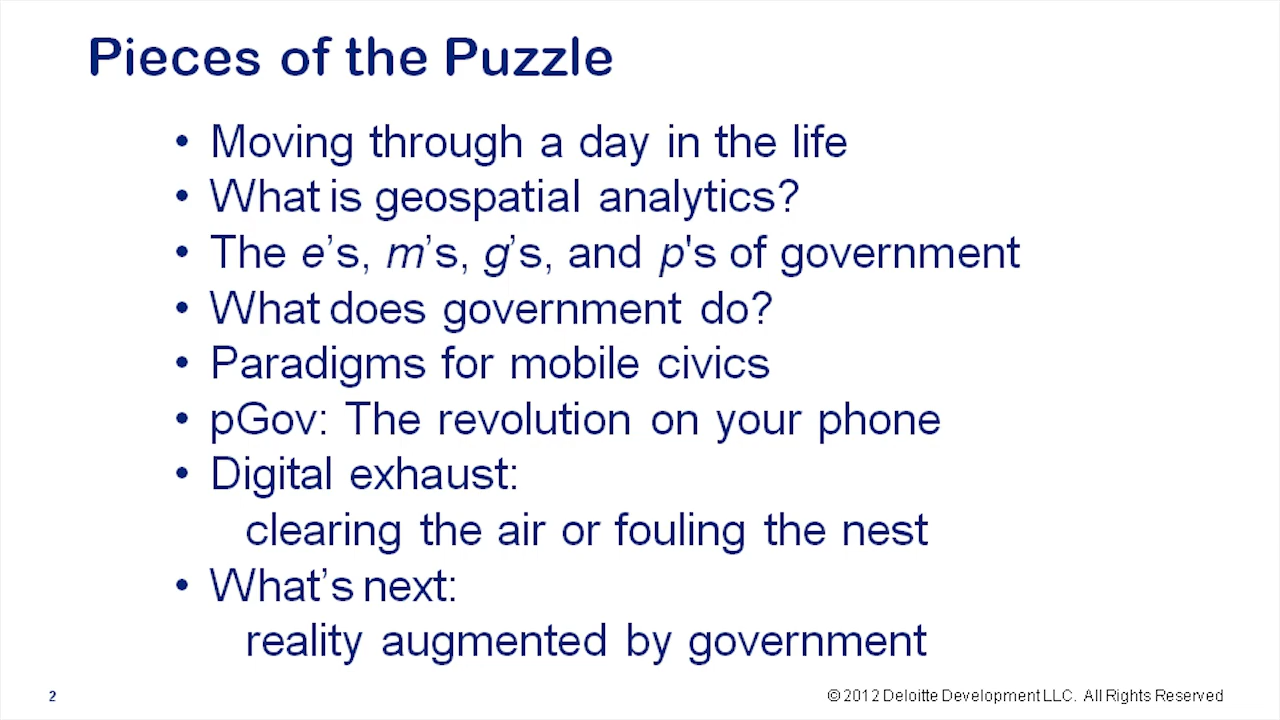 Pieces of the Puzzle
• Moving through a day in the life
• What is geospatial analytics?
• The e’s, m’s, g’s, and p's of government
• What does government do?
• Paradigms for mobile civics
• pGov: The revolution on your phone
• Digital exhaust:
clearing the air or fouling the nest
• What’s next:
reality augmented by government
2
© 2012 Deloitte Development LLC. All Rights Reserved